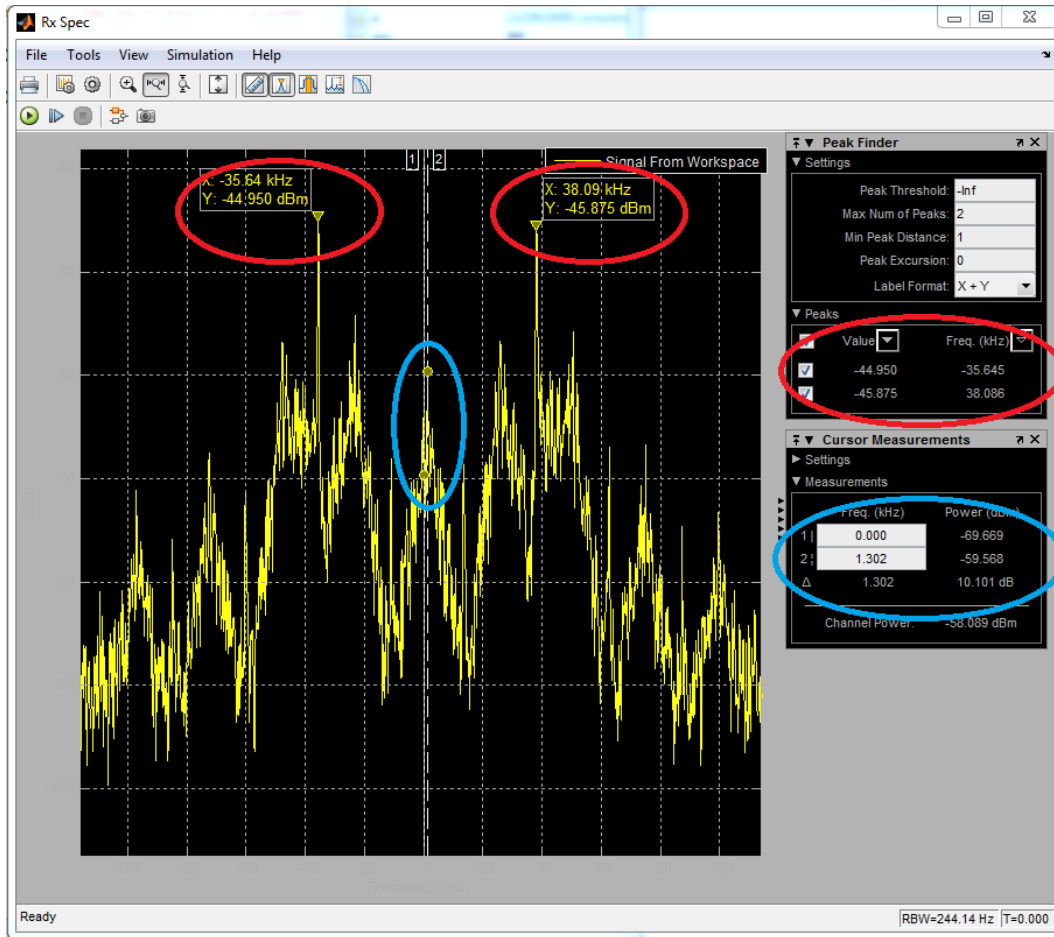 Rx Spec
File Tools View Simulation Help
1 2
Signal From Workspace
X: -35.64 kHz
Y: -44.950 dBm
X: 38.09 kHz
Y: -45.875 dBm
Peak Finder
Settings
Peak Threshold: -Inf
Max Num of Peaks: 2
Min Peak Distance: 1
Peak Excursion: 0
Label Format: X + Y
Peaks
Value Freq. (kHz)
-44.950 -35.645
-45.875 38.086
Cursor Measurements
Settings
Measurements
Freq. (kHz) Power (dBm)
1 0.000 -69.669
2 1.302 -59.568
Δ 1.302 10.101 dB
Channel Power: -58.089 dBm
Ready
RBW=244.14 Hz T=0.000